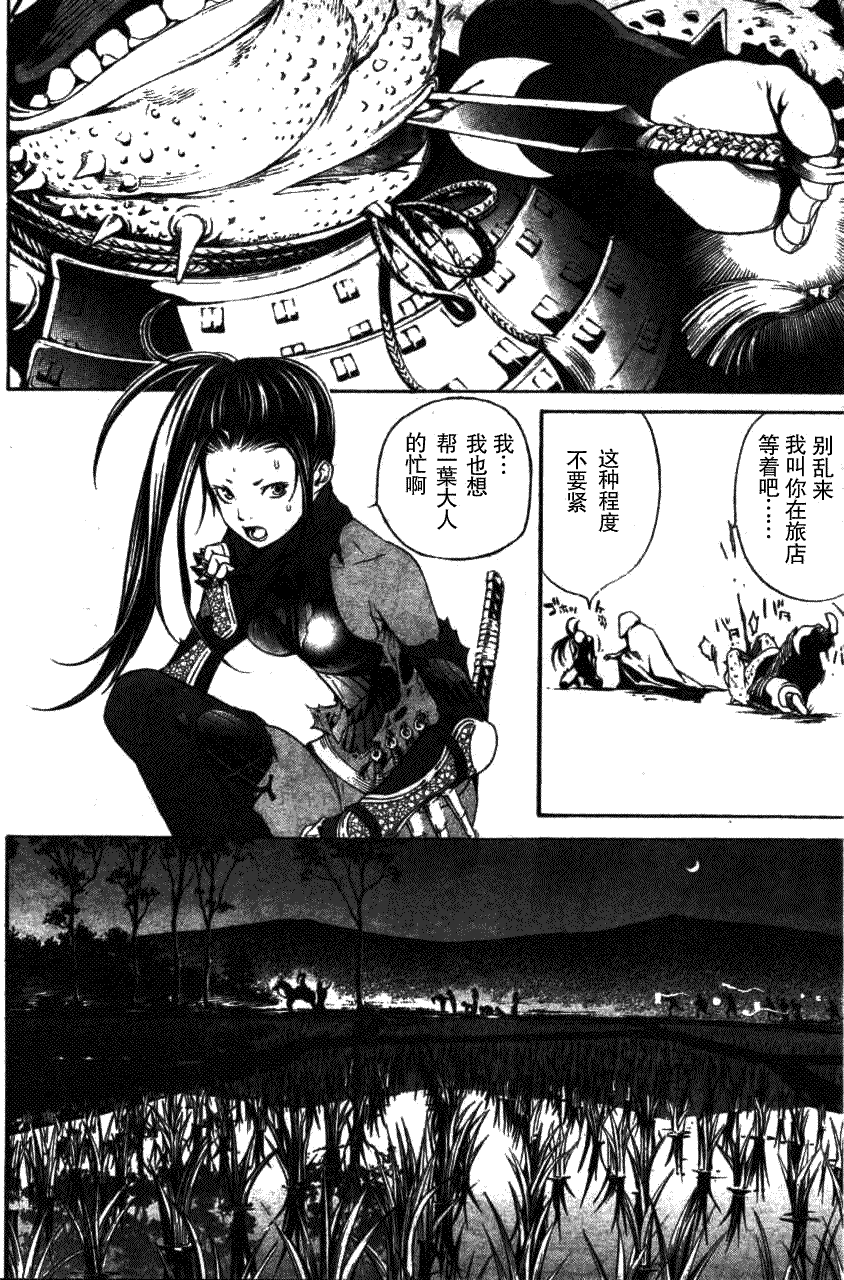 别乱来
我叫你在旅店
等着吧……
这种程度
不要紧
我…
我也想
帮一葉大人
的忙啊